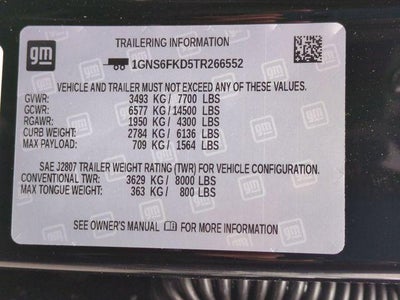 gm
TRAILERING INFORMATION
1GNS6FKD5TR266552
VEHICLE AND TRAILER MUST NOT EXCEED ANY OF THESE VALUES.
GVWR: 3493 KG / 7700 LBS
GCWR: 6577 KG / 14500 LBS
RGAWR: 1950 KG / 4300 LBS
CURB WEIGHT: 2784 KG / 6136 LBS
MAX PAYLOAD: 709 KG / 1564 LBS
SAE J2807 TRAILER WEIGHT RATING (TWR) FOR VEHICLE CONFIGURATION.
CONVENTIONAL TWR: 3629 KG / 8000 LBS
MAX TONGUE WEIGHT: 363 KG / 800 LBS
SEE OWNER'S MANUAL FOR MORE INFORMATION